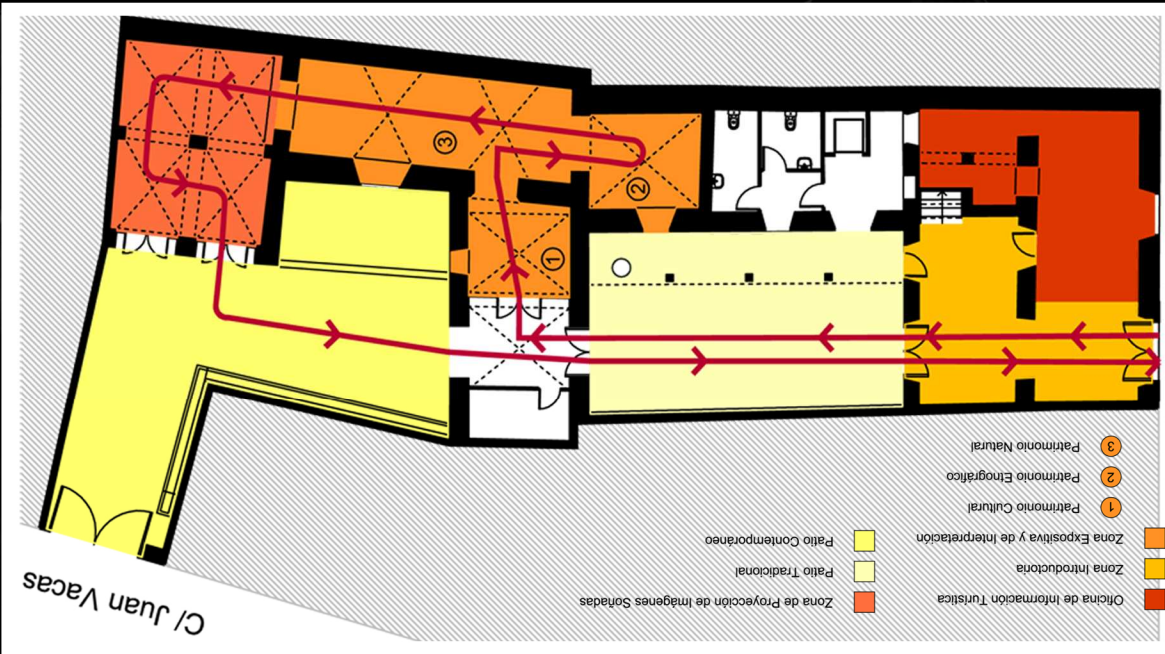 Oficina de Información Turística
Zona Introductoria
Zona Expositiva y de Interpretación
1 Patrimonio Cultural
2 Patrimonio Etnográfico
3 Patrimonio Natural
Zona de Proyección de Imágenes Soñadas
Patio Tradicional
Patio Contemporáneo
C/ Juan Vacas
1
2
3